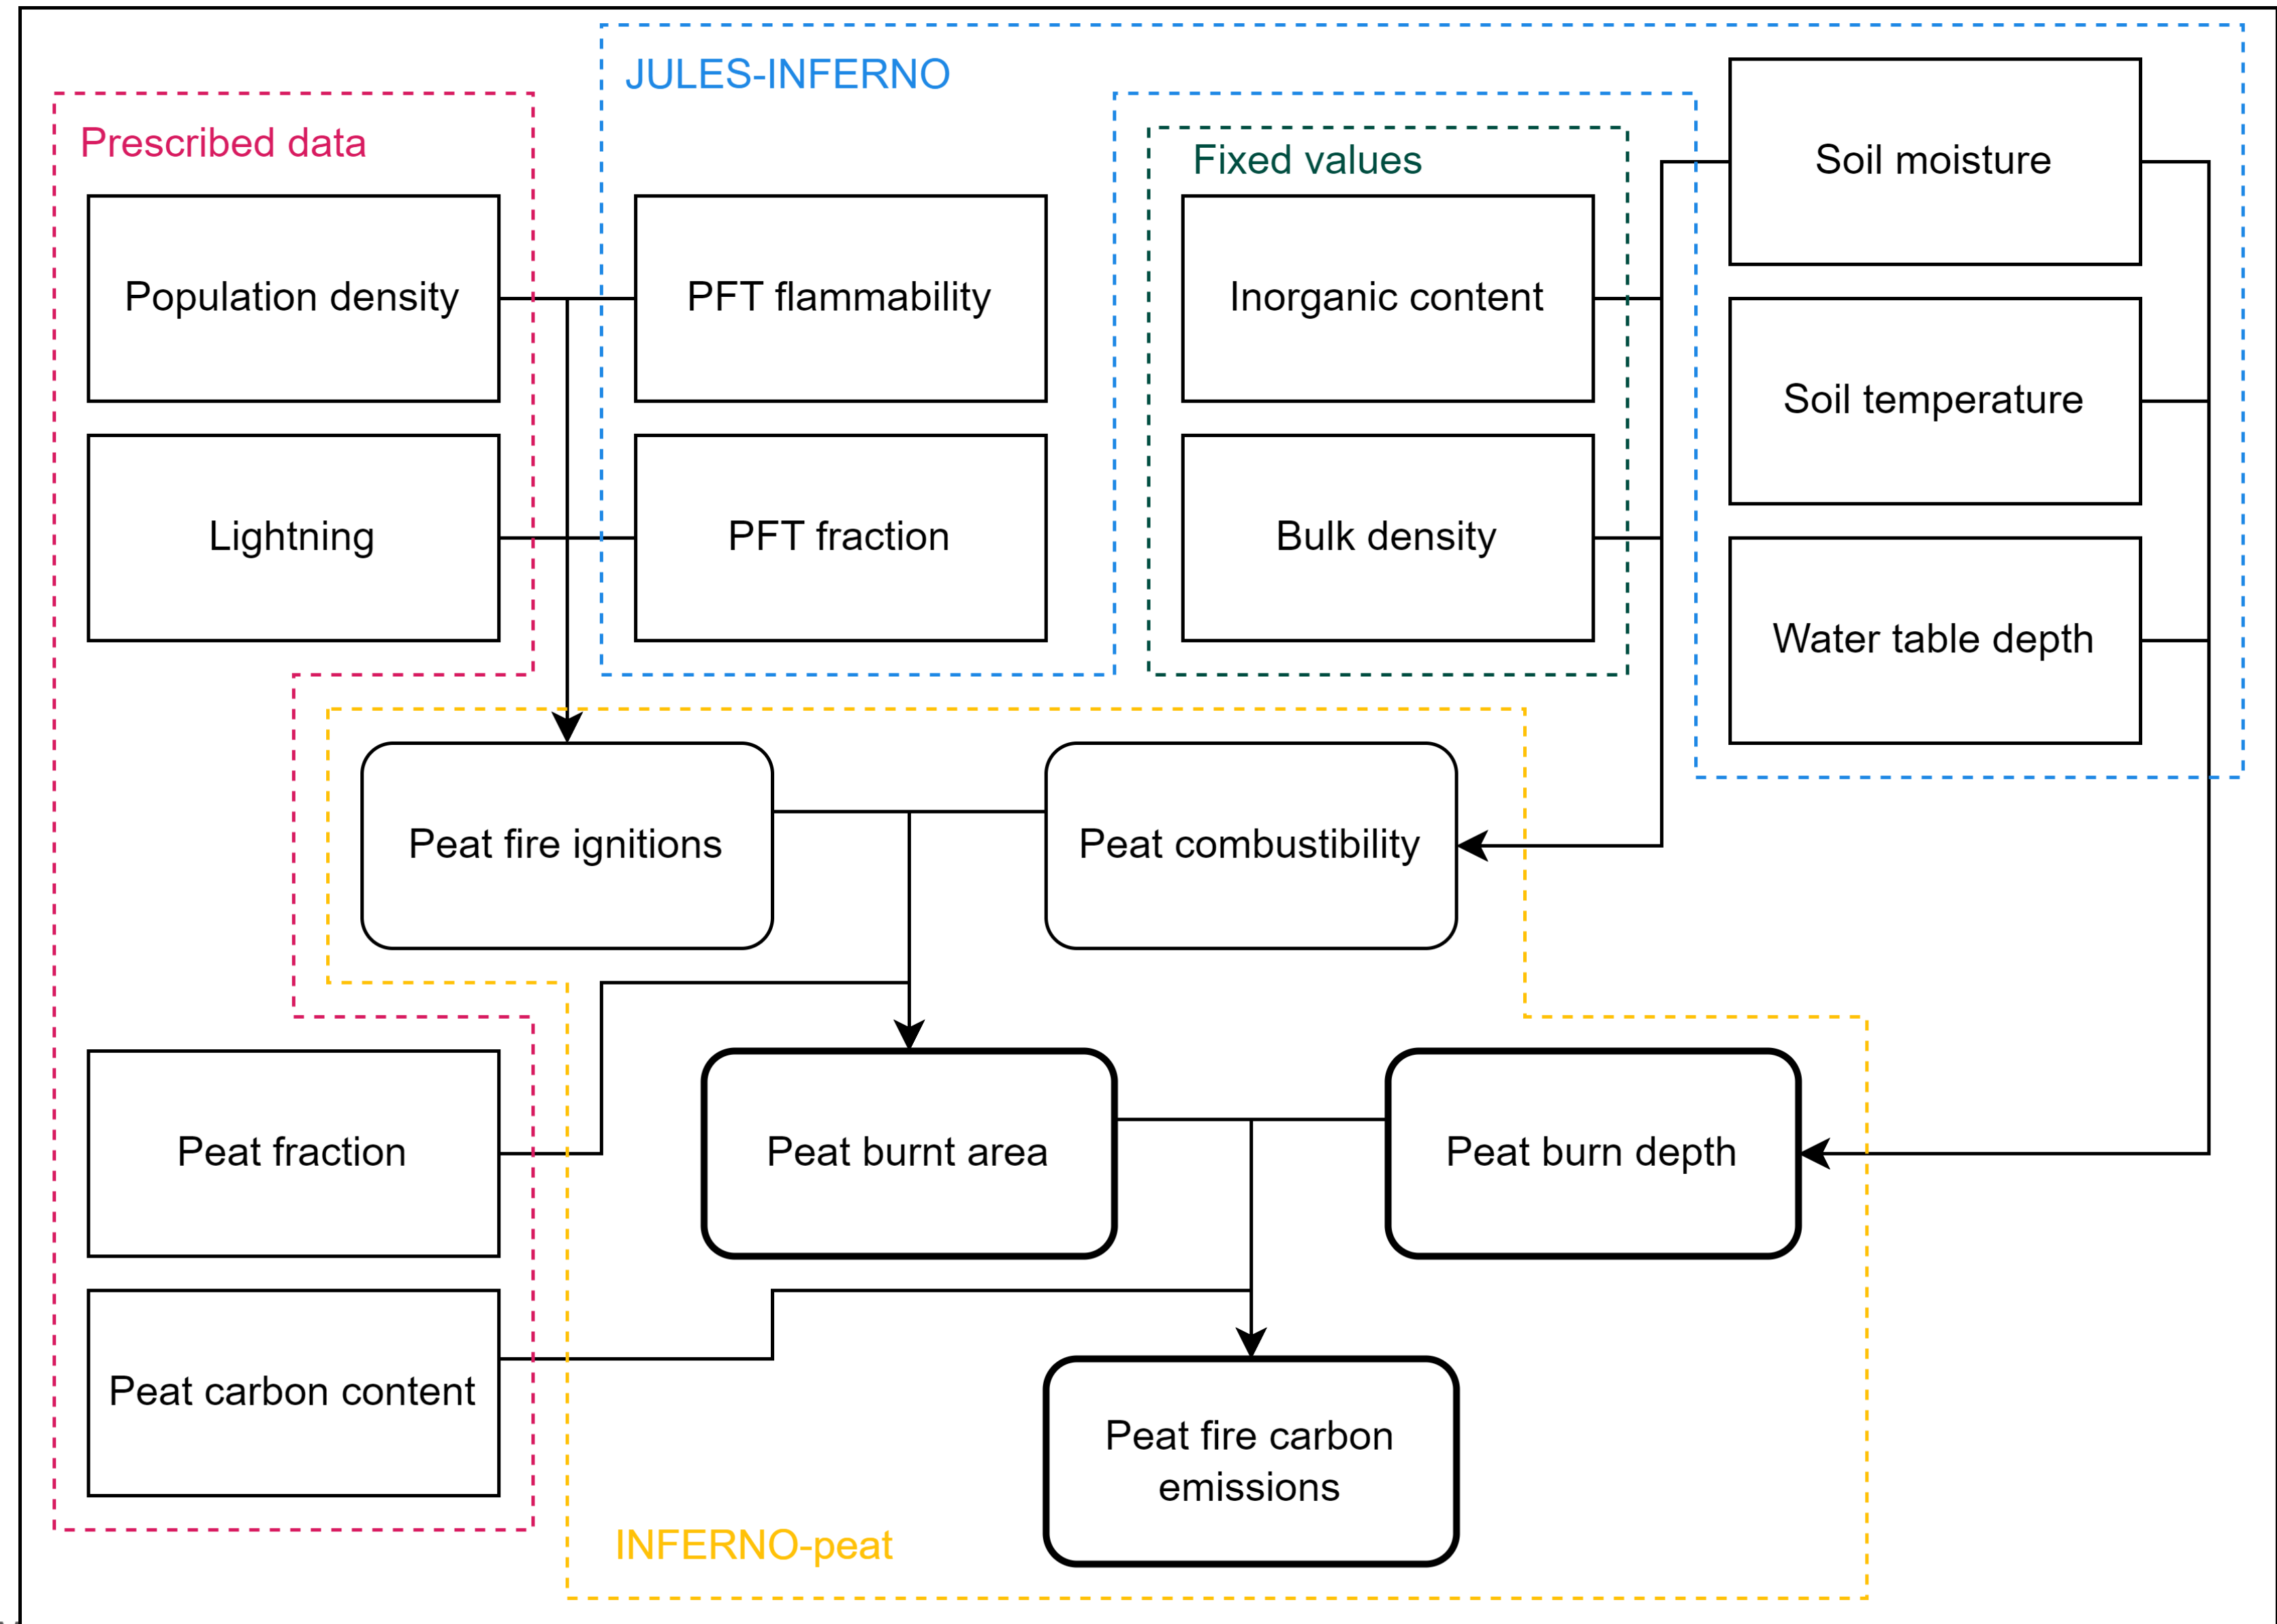 JULES-INFERNO
Prescribed data
Fixed values
Soil moisture
Population density
PFT flammability
Inorganic content
Soil temperature
Lightning
PFT fraction
Bulk density
Water table depth
Peat fire ignitions
Peat combustibility
Peat fraction
Peat burnt area
Peat burn depth
Peat carbon content
Peat fire carbon
emissions
INFERNO-peat